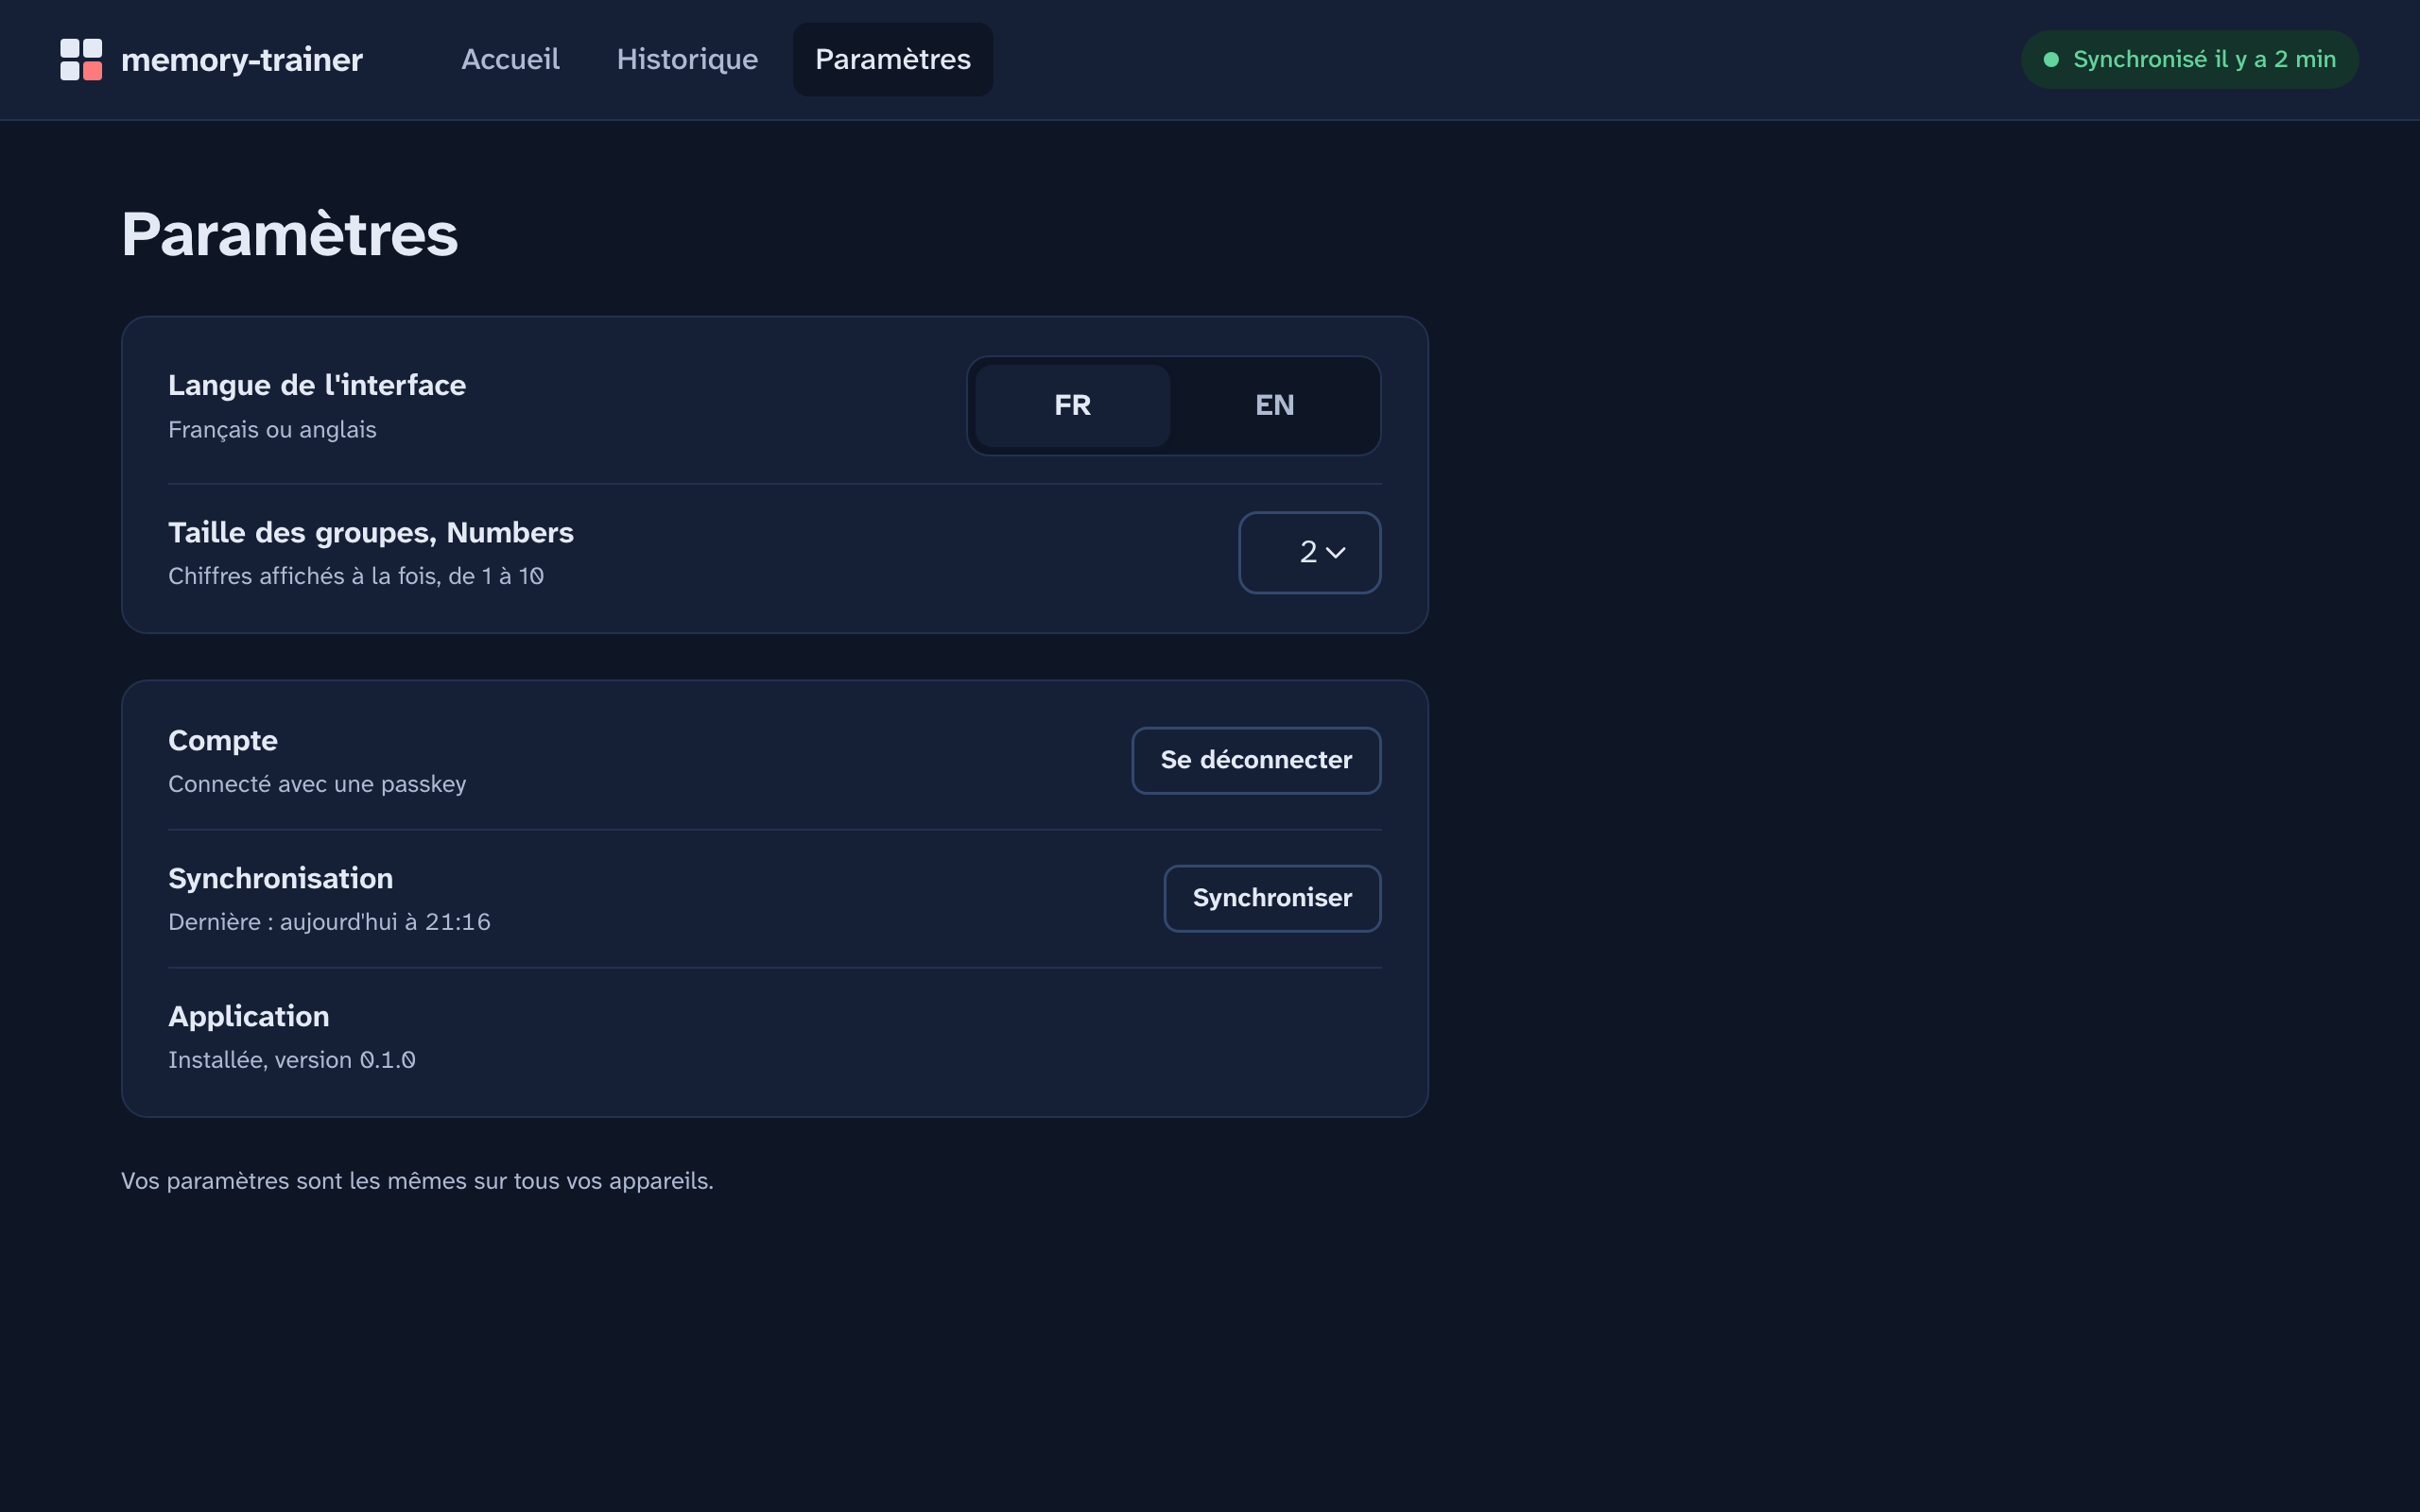 memory-trainer
Accueil
Historique
Paramètres
Synchronisé il y a 2 min
Paramètres
Langue de l'interface
Français ou anglais
FR
EN
Taille des groupes, Numbers
Chiffres affichés à la fois, de 1 à 10
2
Compte
Connecté avec une passkey
Se déconnecter
Synchronisation
Dernière : aujourd'hui à 21:16
Synchroniser
Application
Installée, version 0.1.0
Vos paramètres sont les mêmes sur tous vos appareils.